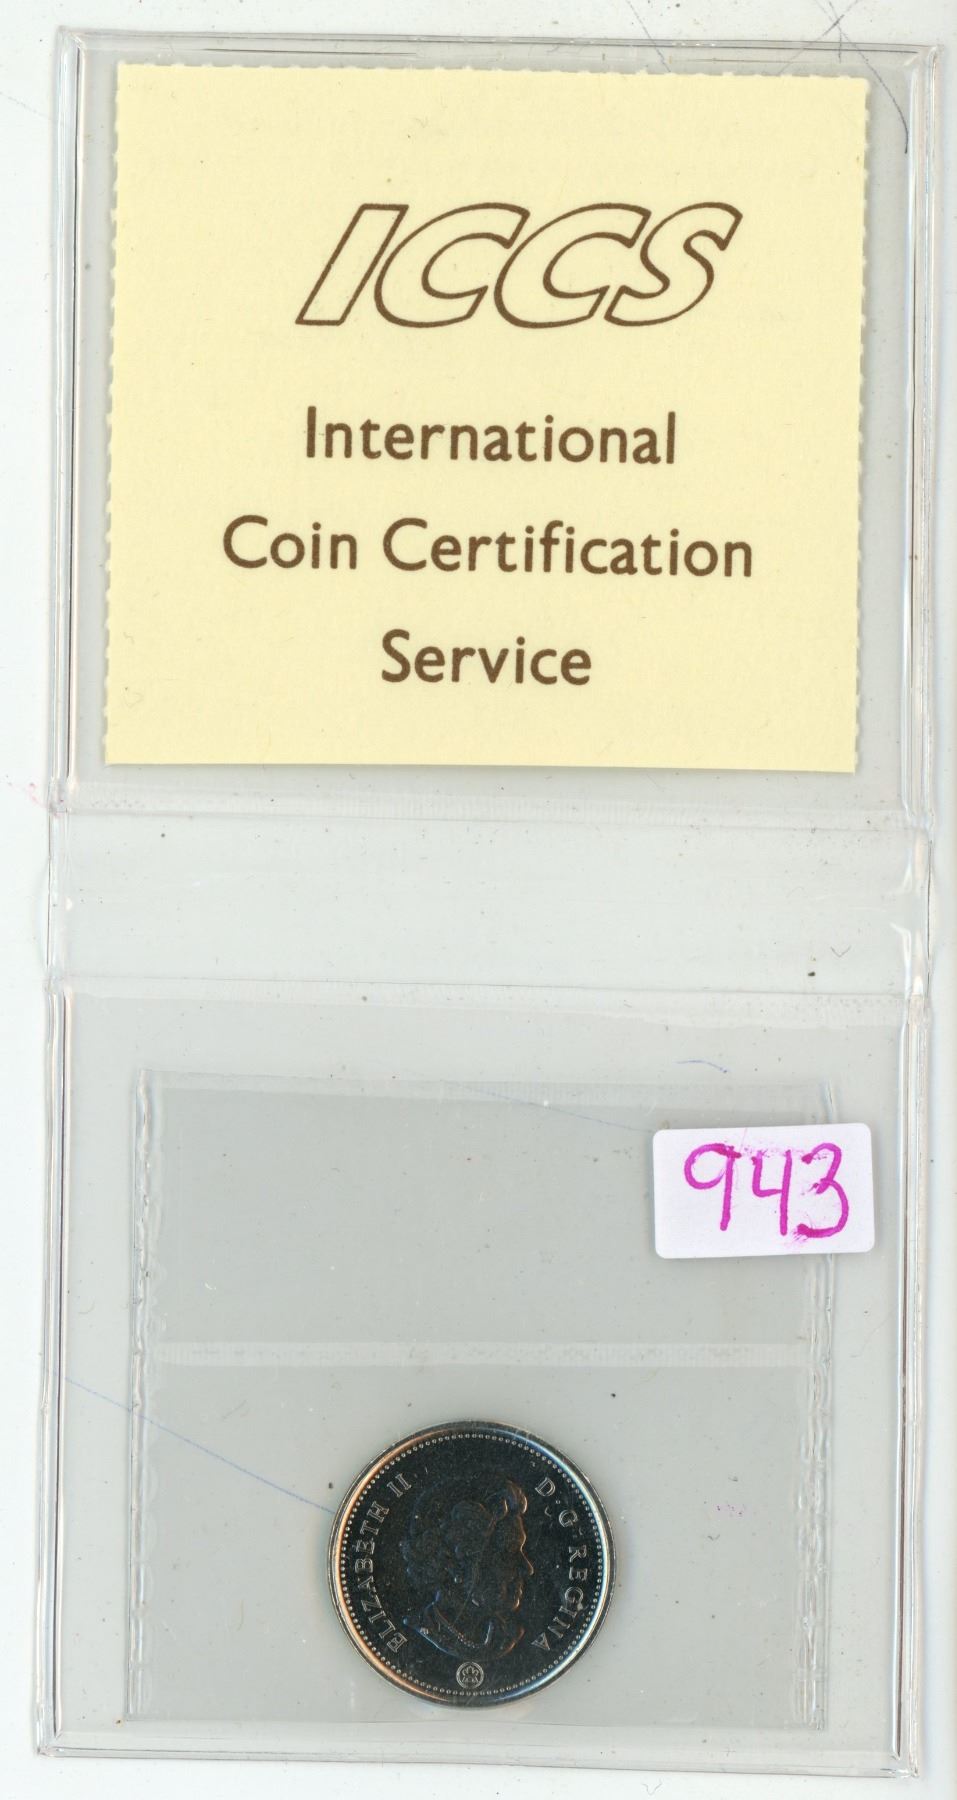 ICCS
International
Coin Certification
Service
943
ELIZABETH II D·G·REGINA